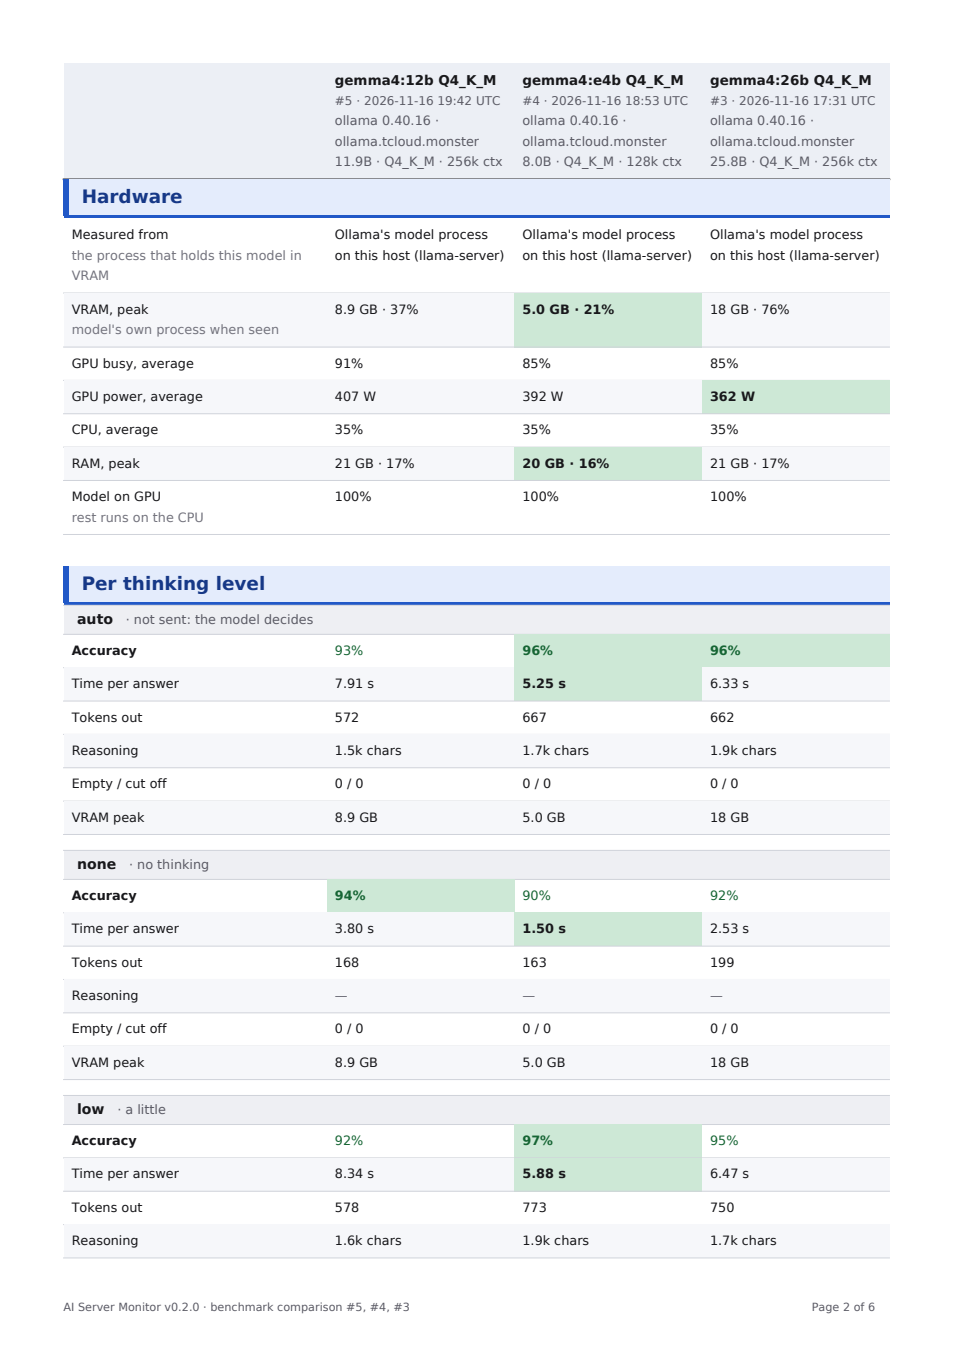 gemma4:12b Q4_K_M gemma4:e4b Q4_K_M gemma4:26b Q4_K_M
#5 · 2026-11-16 19:42 UTC #4 · 2026-11-16 18:53 UTC #3 · 2026-11-16 17:31 UTC
ollama 0.40.16 · ollama 0.40.16 · ollama 0.40.16 ·
ollama.tcloud.monster ollama.tcloud.monster ollama.tcloud.monster
11.9B · Q4_K_M · 256k ctx 8.0B · Q4_K_M · 128k ctx 25.8B · Q4_K_M · 256k ctx
Hardware
Measured from Ollama's model process Ollama's model process Ollama's model process
the process that holds this model in on this host (llama-server) on this host (llama-server) on this host (llama-server)
VRAM
VRAM, peak 8.9 GB · 37% 5.0 GB · 21% 18 GB · 76%
model's own process when seen
GPU busy, average 91% 85% 85%
GPU power, average 407 W 392 W 362 W
CPU, average 35% 35% 35%
RAM, peak 21 GB · 17% 20 GB · 16% 21 GB · 17%
Model on GPU 100% 100% 100%
rest runs on the CPU
Per thinking level
auto · not sent: the model decides
Accuracy 93% 96% 96%
Time per answer 7.91 s 5.25 s 6.33 s
Tokens out 572 667 662
Reasoning 1.5k chars 1.7k chars 1.9k chars
Empty / cut off 0 / 0 0 / 0 0 / 0
VRAM peak 8.9 GB 5.0 GB 18 GB
none · no thinking
Accuracy 94% 90% 92%
Time per answer 3.80 s 1.50 s 2.53 s
Tokens out 168 163 199
Reasoning — — —
Empty / cut off 0 / 0 0 / 0 0 / 0
VRAM peak 8.9 GB 5.0 GB 18 GB
low · a little
Accuracy 92% 97% 95%
Time per answer 8.34 s 5.88 s 6.47 s
Tokens out 578 773 750
Reasoning 1.6k chars 1.9k chars 1.7k chars
AI Server Monitor v0.2.0 · benchmark comparison #5, #4, #3 Page 2 of 6